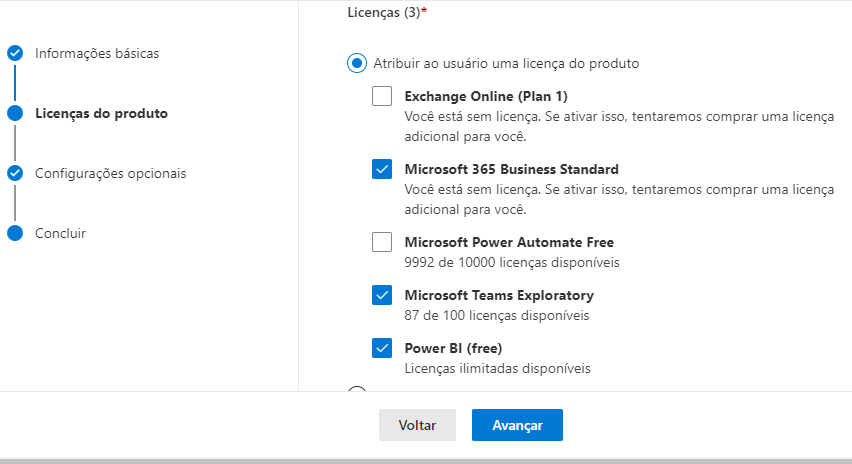 Licenças (3)*
Informações básicas
Licenças do produto
Configurações opcionais
Concluir
Atribuir ao usuário uma licença do produto
Exchange Online (Plan 1)
Você está sem licença. Se ativar isso, tentaremos comprar uma licença
adicional para você.
Microsoft 365 Business Standard
Você está sem licença. Se ativar isso, tentaremos comprar uma licença
adicional para você.
Microsoft Power Automate Free
9992 de 10000 licenças disponíveis
Microsoft Teams Exploratory
87 de 100 licenças disponíveis
Power BI (free)
Licenças ilimitadas disponíveis
Voltar
Avançar